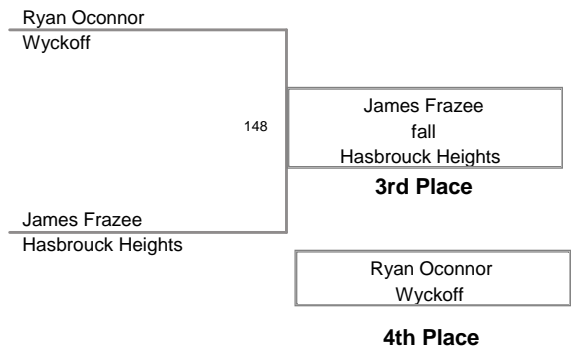 Ryan Oconnor
Wyckoff
148
James Frazee
fall
Hasbrouck Heights
3rd Place
James Frazee
Hasbrouck Heights
Ryan Oconnor
Wyckoff
4th Place